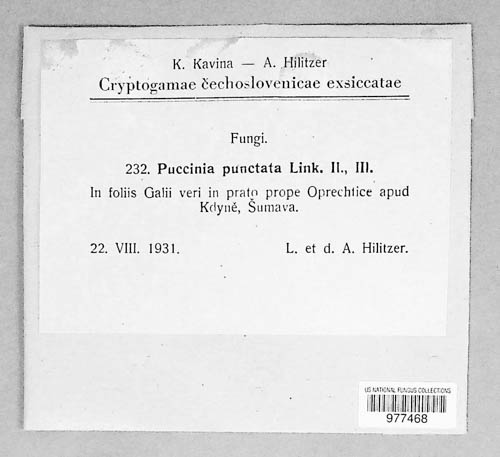 K. Kavina — A. Hilitzer
Cryptogamae čechoslovenicae exsiccatae
Fungi.
232. Puccinia punctata Link. II., III.
In foliis Galii veri in prato prope Oprechtice apud
Kdyně, Šumava.
22. VIII. 1931.
L. et d. A. Hilitzer.
US NATIONAL FUNGUS COLLECTIONS
977468